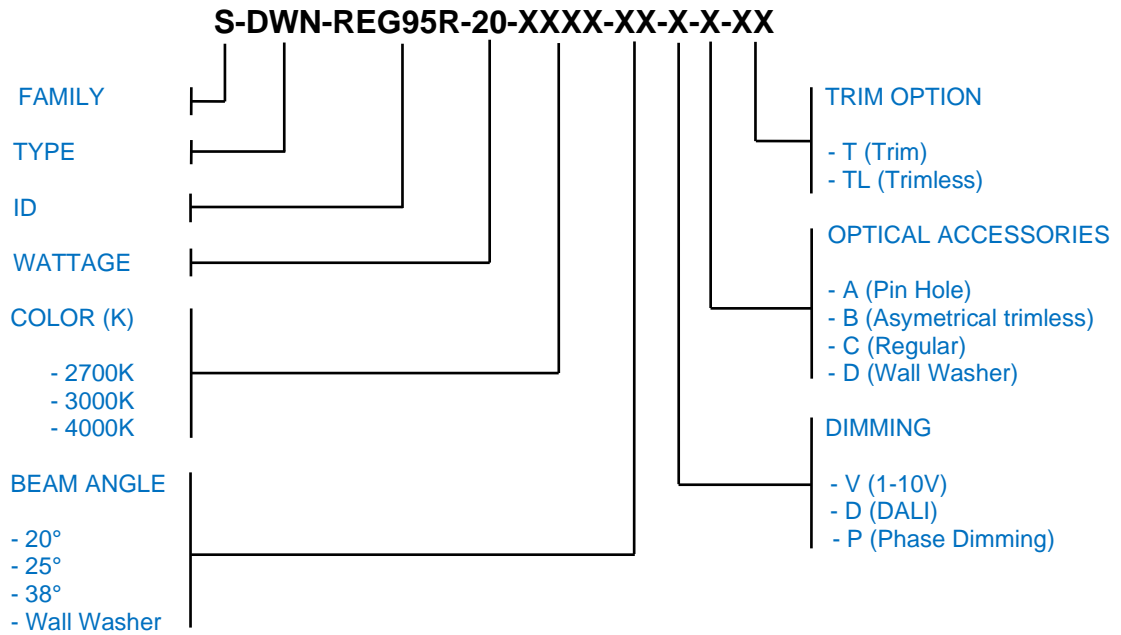 S-DWN-REG95R-20-XXXX-XX-X-X-XX
FAMILY
TYPE
ID
WATTAGE
COLOR (K)
- 2700K
- 3000K
- 4000K
BEAM ANGLE
- 20°
- 25°
- 38°
- Wall Washer
TRIM OPTION
- T (Trim)
- TL (Trimless)
OPTICAL ACCESSORIES
- A (Pin Hole)
- B (Asymetrical trimless)
- C (Regular)
- D (Wall Washer)
DIMMING
- V (1-10V)
- D (DALI)
- P (Phase Dimming)